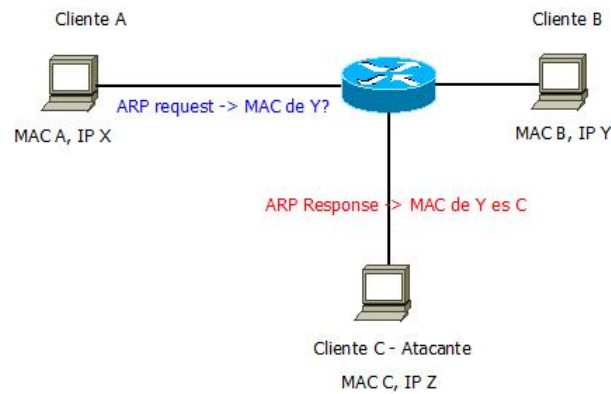 Cliente A
Cliente B
ARP request -> MAC de Y?
MAC A, IP X
MAC B, IP Y
ARP Response -> MAC de Y es C
Cliente C - Atacante
MAC C, IP Z